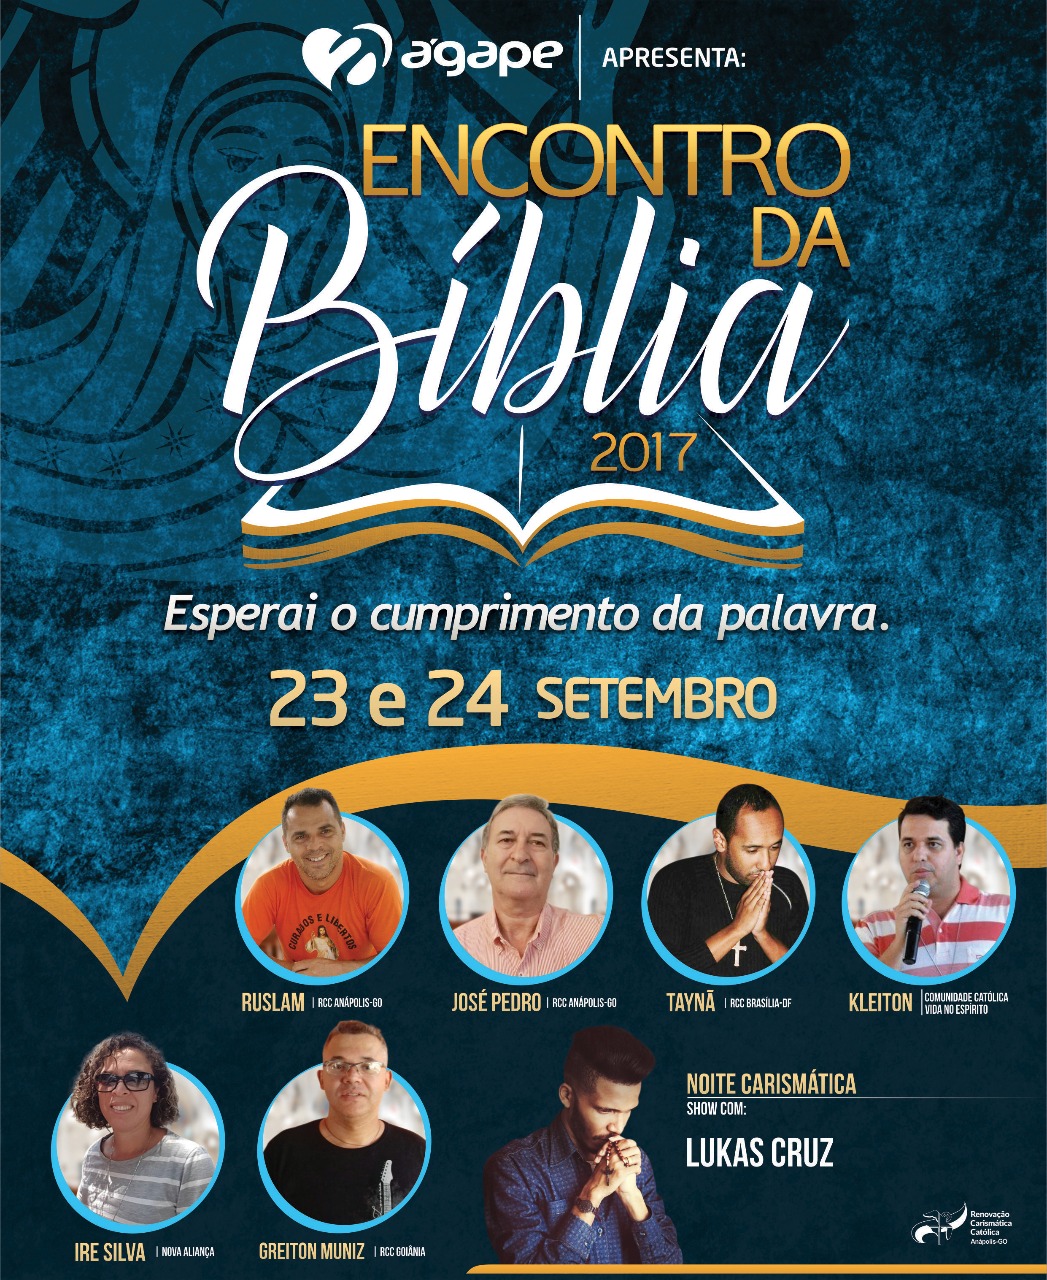 ágape
APRESENTA:
ENCONTRO
DA
Bíblia
2017
Esperai o cumprimento da palavra.
23 e 24 SETEMBRO
CURADOS E LIBERTOS
RUSLAM | RCC ANÁPOLIS-GO
JOSÉ PEDRO | RCC ANÁPOLIS-GO
TAYNÃ | RCC BRASÍLIA-DF
KLEITON | COMUNIDADE CATÓLICA
VIDA NO ESPÍRITO
IRE SILVA | NOVA ALIANÇA
GREITON MUNIZ | RCC GOIÂNIA
NOITE CARISMÁTICA
SHOW COM:
LUKAS CRUZ
Renovação
Carismática
Católica
Anápolis-GO